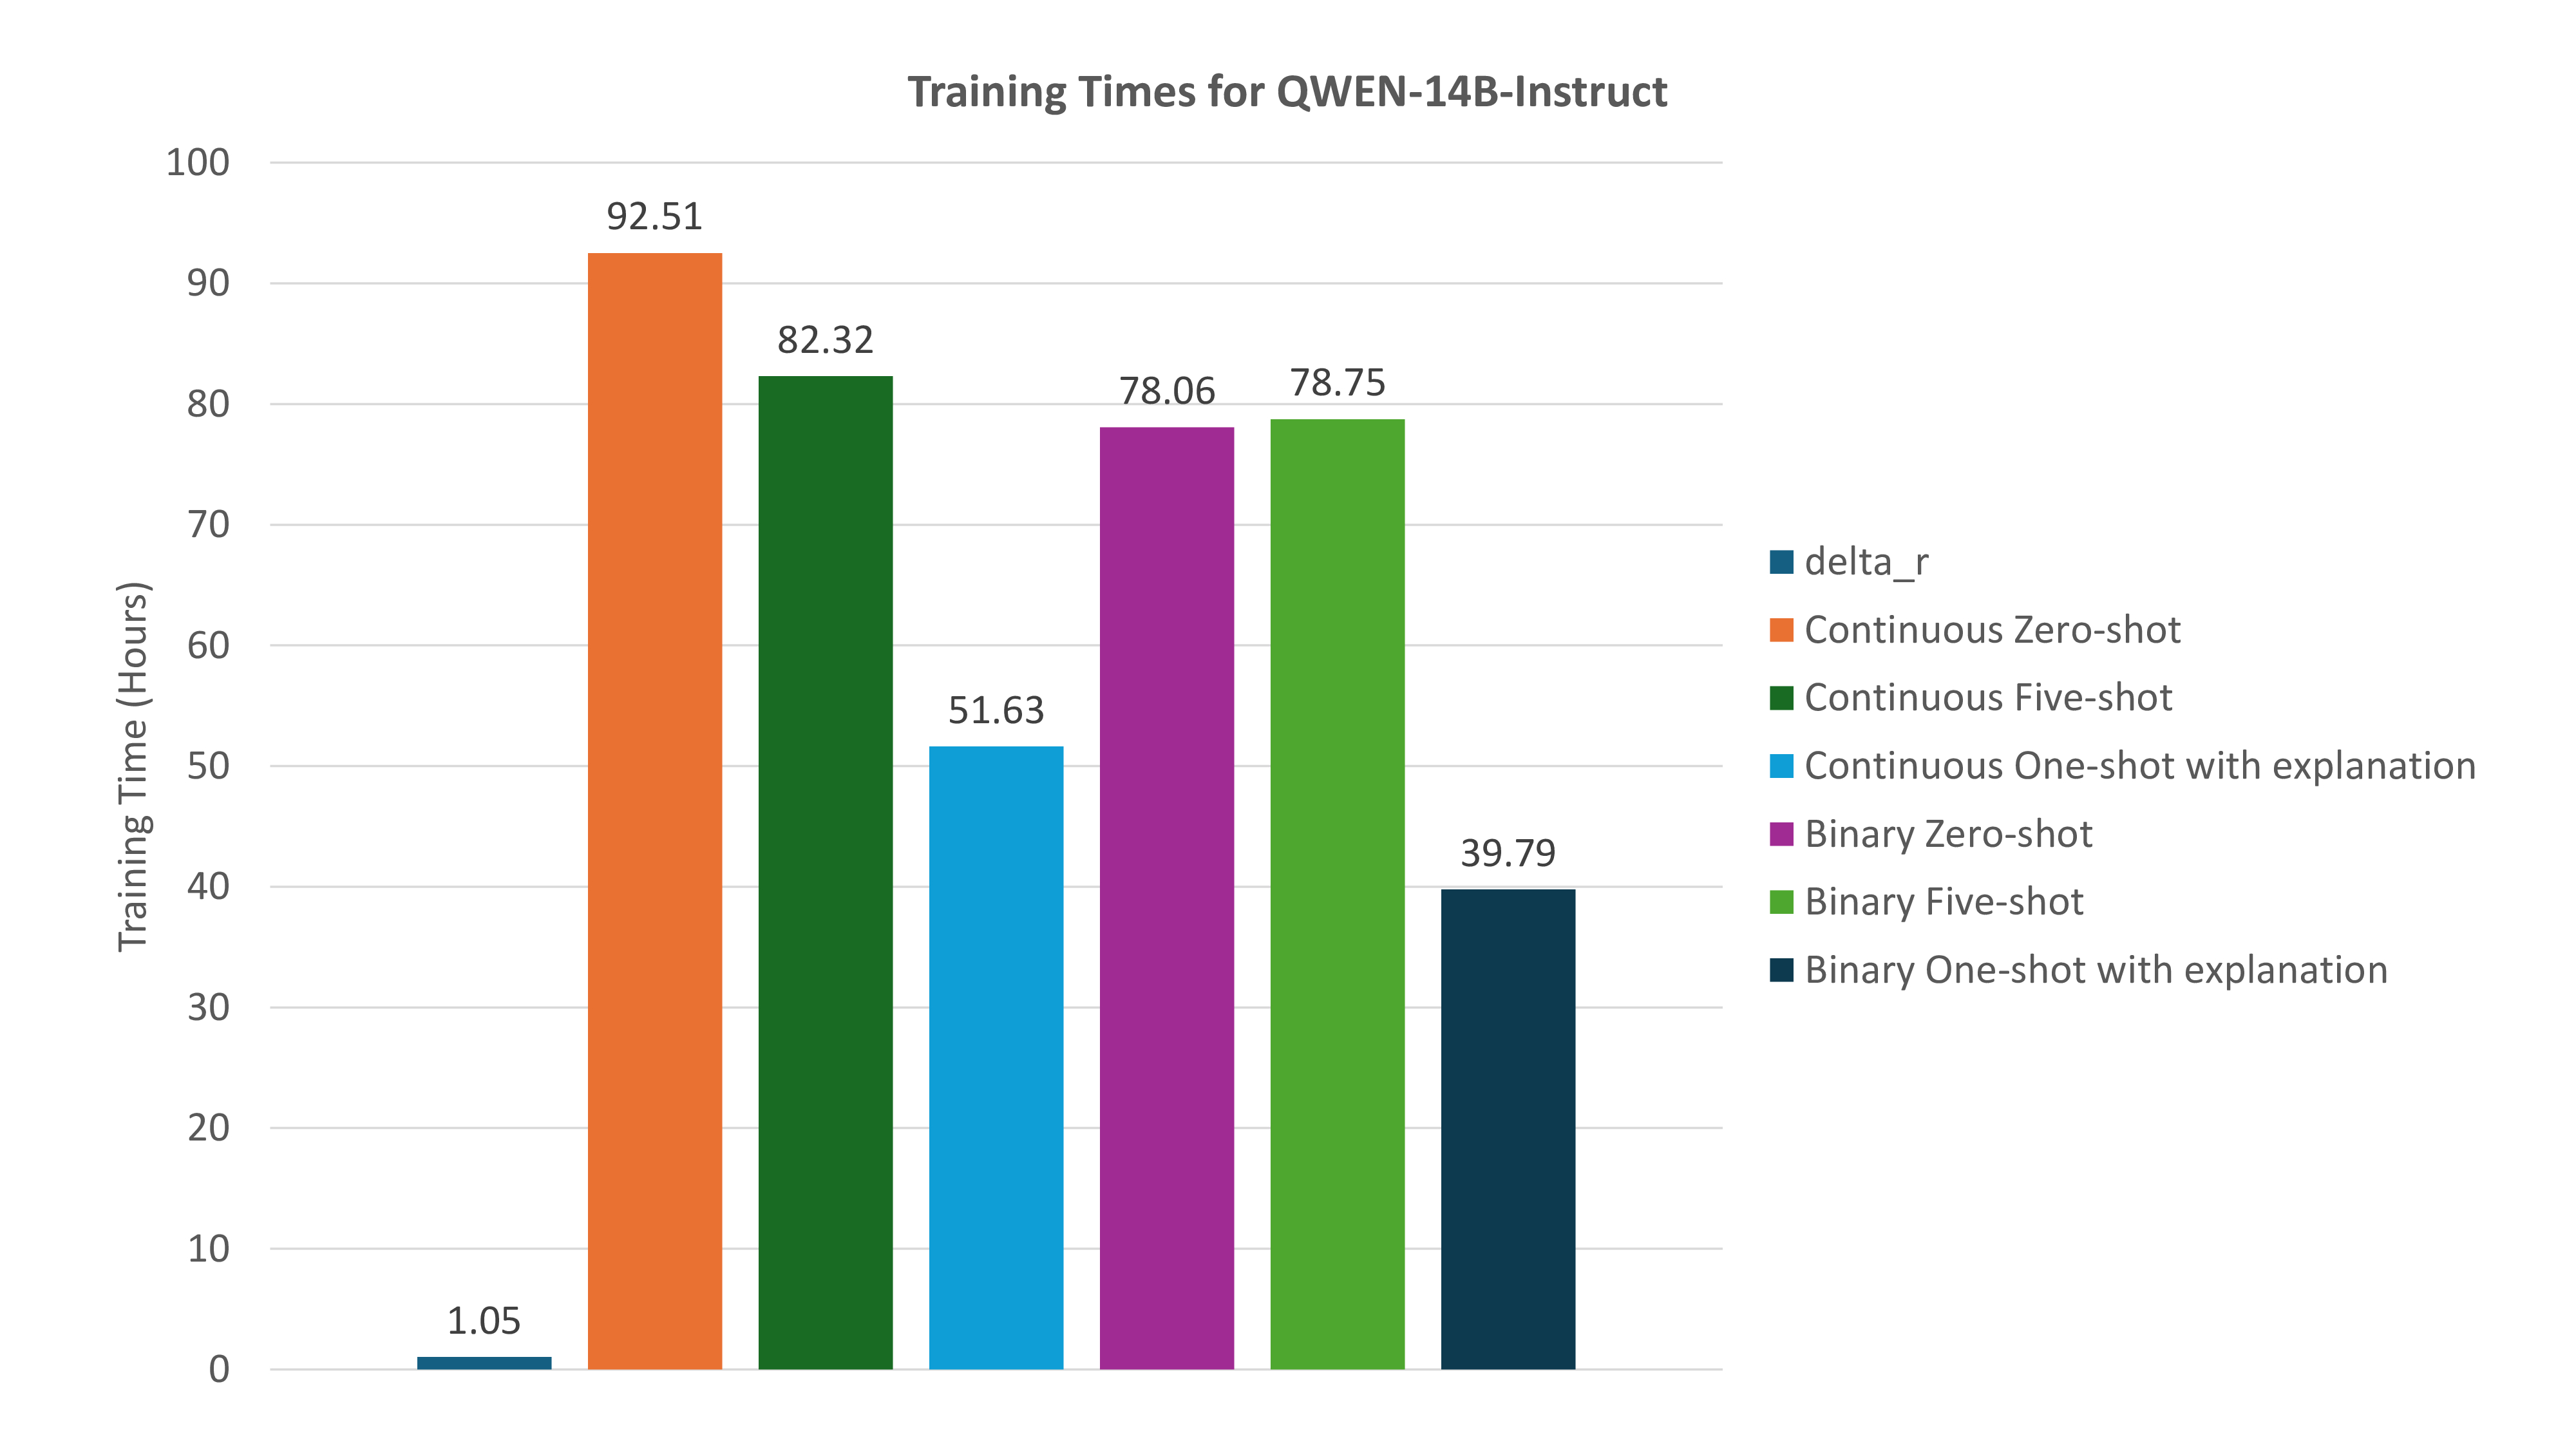 Training Times for QWEN-14B-Instruct
Training Time (Hours)
100
90
80
70
60
50
40
30
20
10
0
1.05
92.51
82.32
51.63
78.06
78.75
39.79
delta_r
Continuous Zero-shot
Continuous Five-shot
Continuous One-shot with explanation
Binary Zero-shot
Binary Five-shot
Binary One-shot with explanation